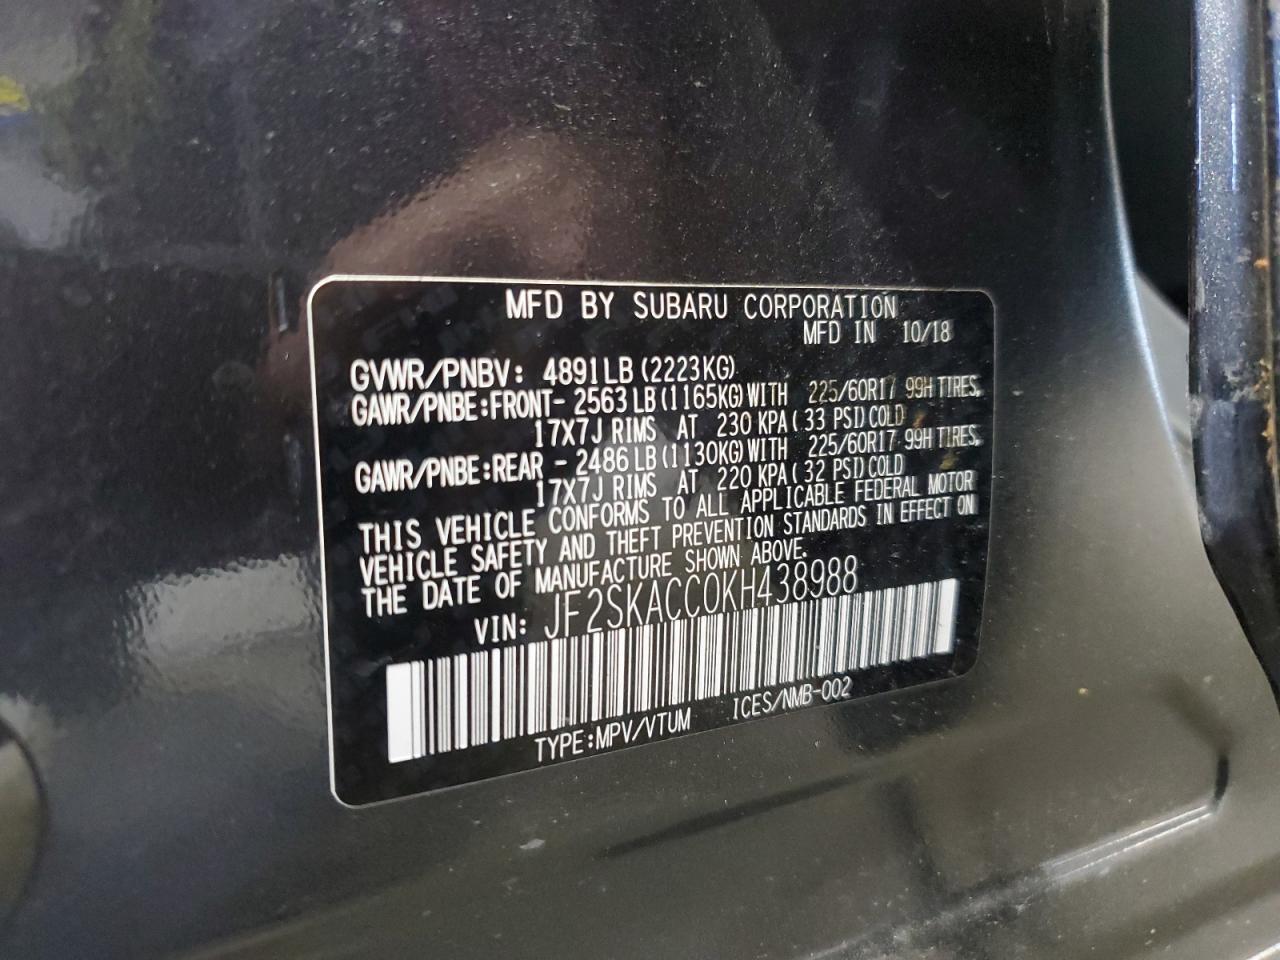 MFD BY SUBARU CORPORATION
MFD IN 10/18
GVWR/PNBV: 4891LB (2223KG)
GAWR/PNBE:FRONT- 2563 LB (1165KG) WITH 225/60R17 99H TIRES,
17X7J RIMS AT 230 KPA (33 PSI) COLD
GAWR/PNBE:REAR - 2486 LB (1130KG) WITH 225/60R17 99H TIRES,
17X7J RIMS AT 220 KPA (32 PSI) COLD
THIS VEHICLE CONFORMS TO ALL APPLICABLE FEDERAL MOTOR
VEHICLE SAFETY AND THEFT PREVENTION STANDARDS IN EFFECT ON
THE DATE OF MANUFACTURE SHOWN ABOVE.
VIN: JF2SKACC0KH438988
TYPE:MPV/VTUM ICES/NMB-002